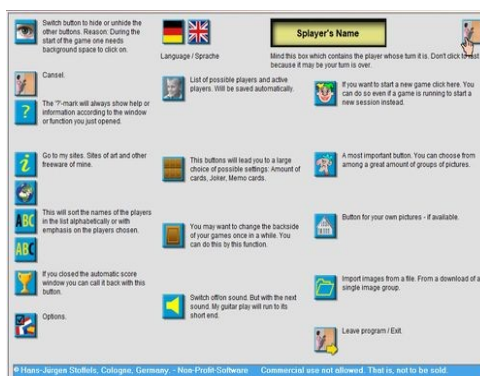 Switch button to hide or unhide the
other buttons. Reason: During the
start of the game one needs
background space to click on.
Cansel.
The '?'-mark will always show help or
information according to the window
or function you just opened.
Go to my sites. Sites of art and other
freeware of mine.
This will sort the names of the players
in the list alphabetically or with
emphasis on the players chosen.
ABC
ABC
If you closed the automatic score
window you can call it back with this
button.
Options.
Language / Sprache
List of possible players and active
players. Will be saved automatically.
This buttons will lead you to a large
choice of possible settings: Amount of
cards, Joker, Memo cards.
You may want to change the backside
of your games once in a while. You
can do this by this function.
Switch off/on sound. But with the next
sound. My guitar play will run to its
short end.
Splayer's Name
Mind this box which contains the player whose turn it is. Don't click to fast
because it may be your turn is over.
If you want to start a new game click here. You
can do so even if a game is running to start a
new session instead.
A most important button. You can choose from
among a great amount of groups of pictures.
Button for your own pictures - if available.
Import images from a file. From a download of a
single image group.
Leave program / Exit.
© Hans-Jürgen Stoffels, Cologne, Germany. - Non-Profit-Software Commercial use not allowed. That is, not to be sold.